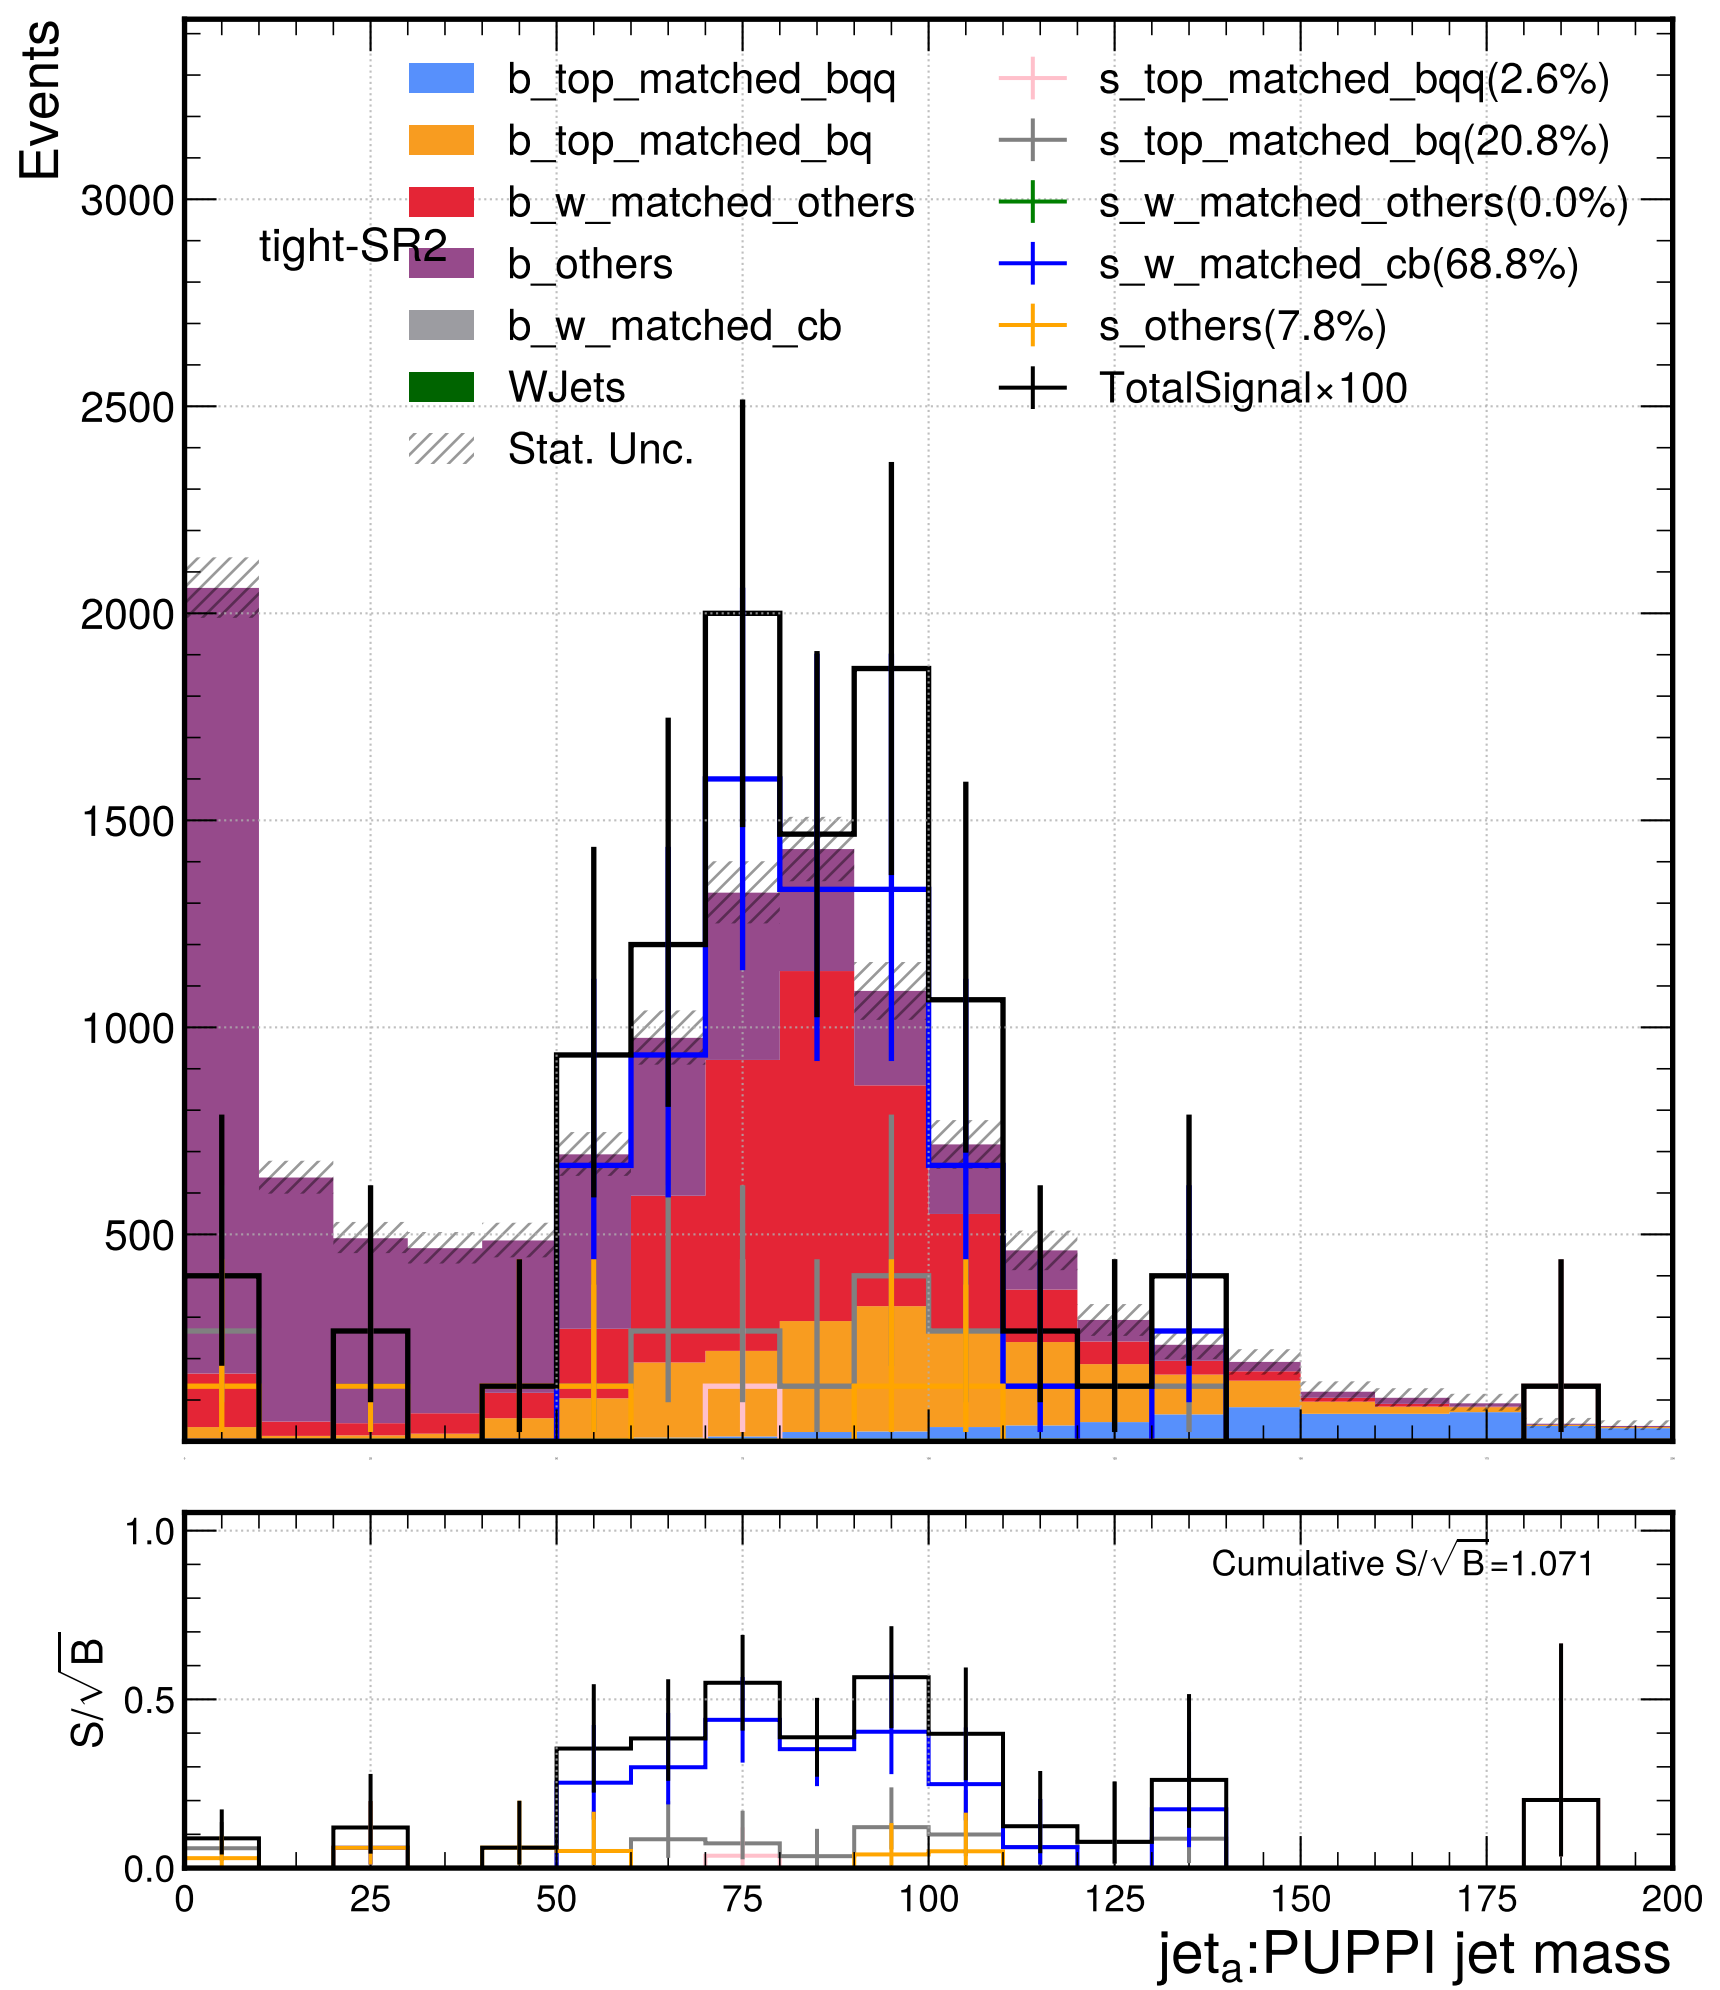 Events
b_top_matched_bqq
b_top_matched_bq
b_w_matched_others
b_others
b_w_matched_cb
WJets
Stat. Unc.
s_top_matched_bqq(2.6%)
s_top_matched_bq(20.8%)
s_w_matched_others(0.0%)
s_w_matched_cb(68.8%)
s_others(7.8%)
TotalSignal×100
tight-SR2
3000
2500
2000
1500
1000
500
Cumulative S/√B=1.071
S/√B
1.0
0.5
0.0
0 25 50 75 100 125 150 175 200
jetₐ:PUPPI jet mass